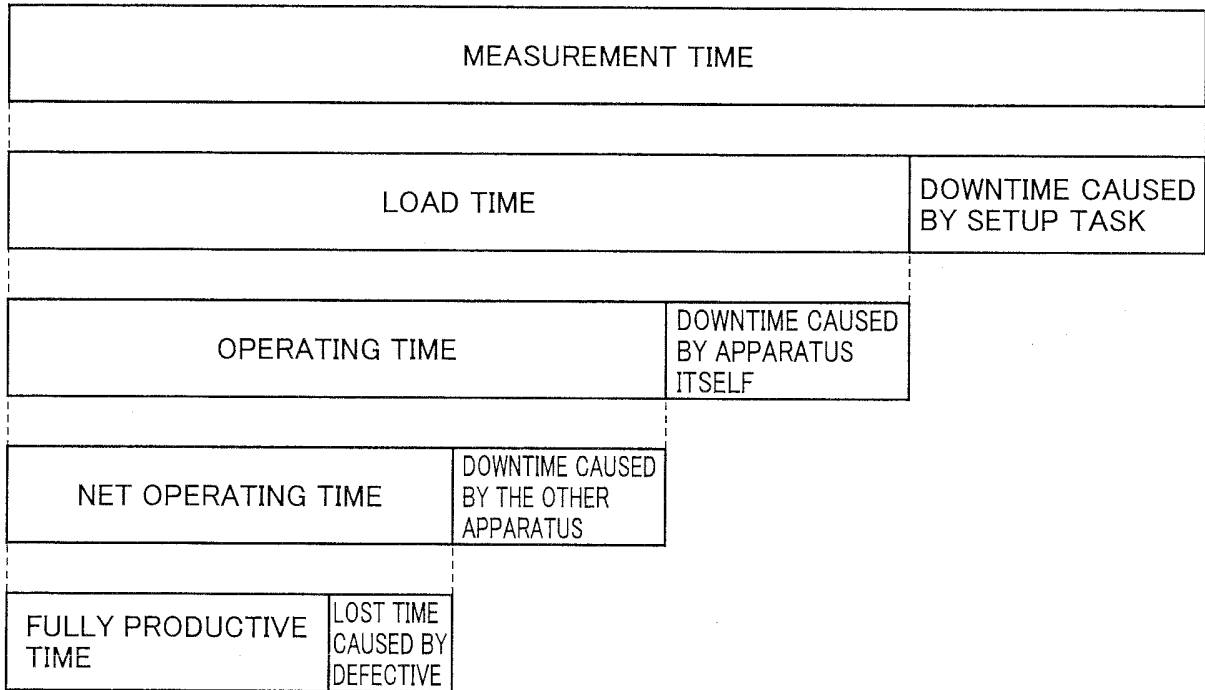 MEASUREMENT TIME
LOAD TIME
DOWNTIME CAUSED
BY SETUP TASK
OPERATING TIME
DOWNTIME CAUSED
BY APPARATUS
ITSELF
NET OPERATING TIME
DOWNTIME CAUSED
BY THE OTHER
APPARATUS
FULLY PRODUCTIVE
TIME
LOST TIME
CAUSED BY
DEFECTIVE